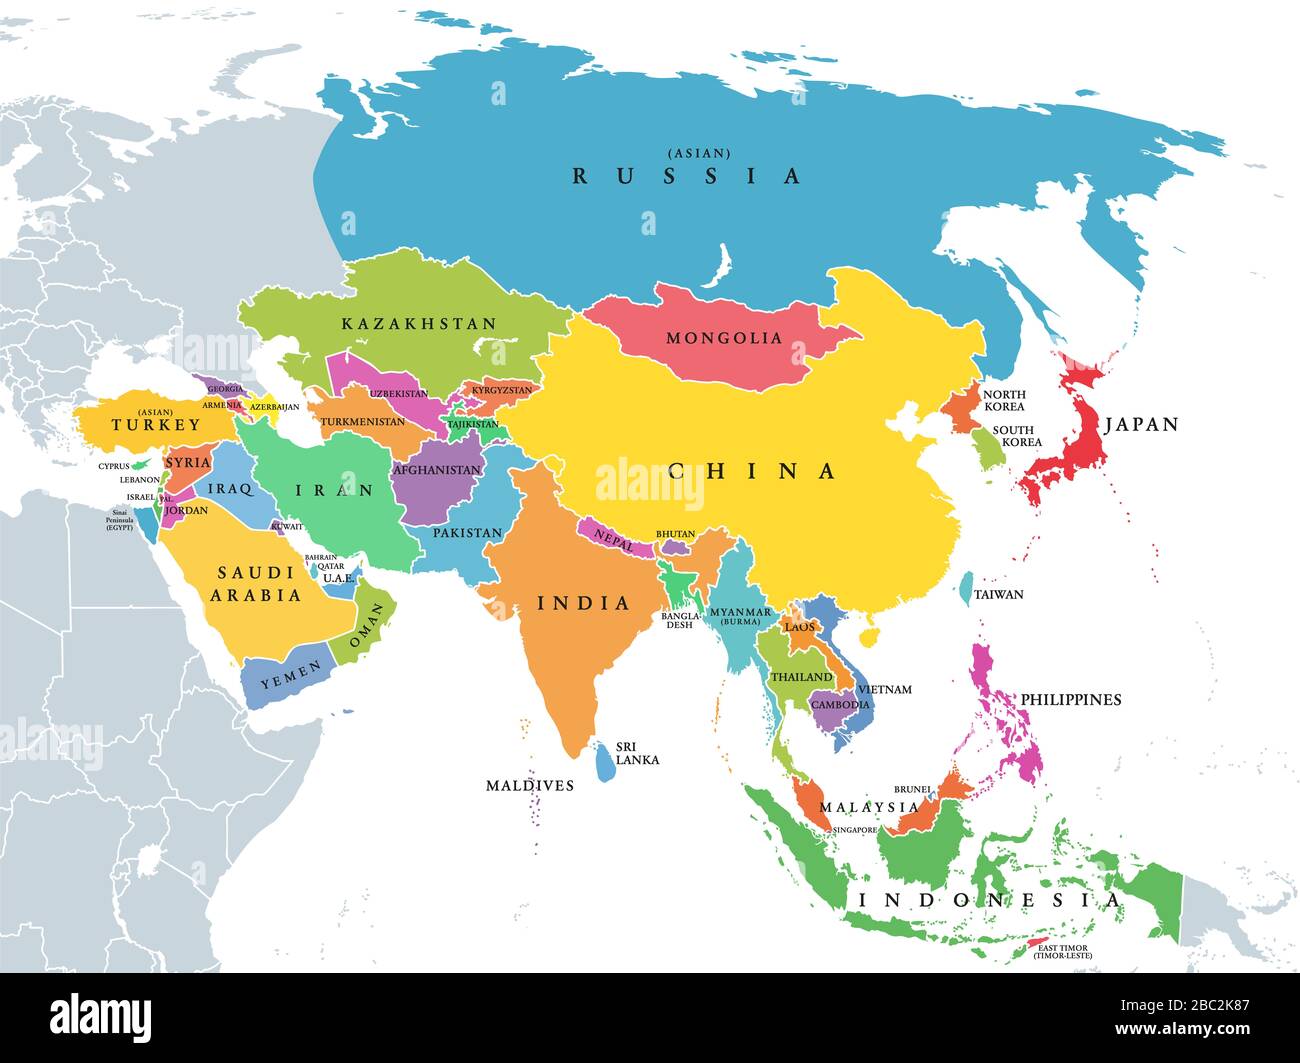 (ASIAN)
RUSSIA
KAZAKHSTAN
MONGOLIA
GEORGIA
ARMENIA
AZERBAIJAN
UZBEKISTAN
KYRGYZSTAN
(ASIAN)
TURKEY
TURKMENISTAN
TAJIKISTAN
NORTH
KOREA
SOUTH
KOREA
JAPAN
CYPRUS
SYRIA
LEBANON
IRAQ
IRAN
AFGHANISTAN
CHINA
ISRAEL
PAL.
JORDAN
Sinai
Peninsula
(EGYPT)
KUWAIT
PAKISTAN
NEPAL
BHUTAN
BAHRAIN
QATAR
U.A.E.
SAUDI
ARABIA
OMAN
YEMEN
INDIA
BANGLA-
DESH
MYANMAR
(BURMA)
LAOS
TAIWAN
THAILAND
VIETNAM
CAMBODIA
PHILIPPINES
SRI
LANKA
MALDIVES
BRUNEI
MALAYSIA
SINGAPORE
INDONESIA
EAST TIMOR
(TIMOR-LESTE)
a
a
a
a
a
a
a
a
a
a
alamy
alamy
alamy
Image ID: 2BC2K87
www.alamy.com